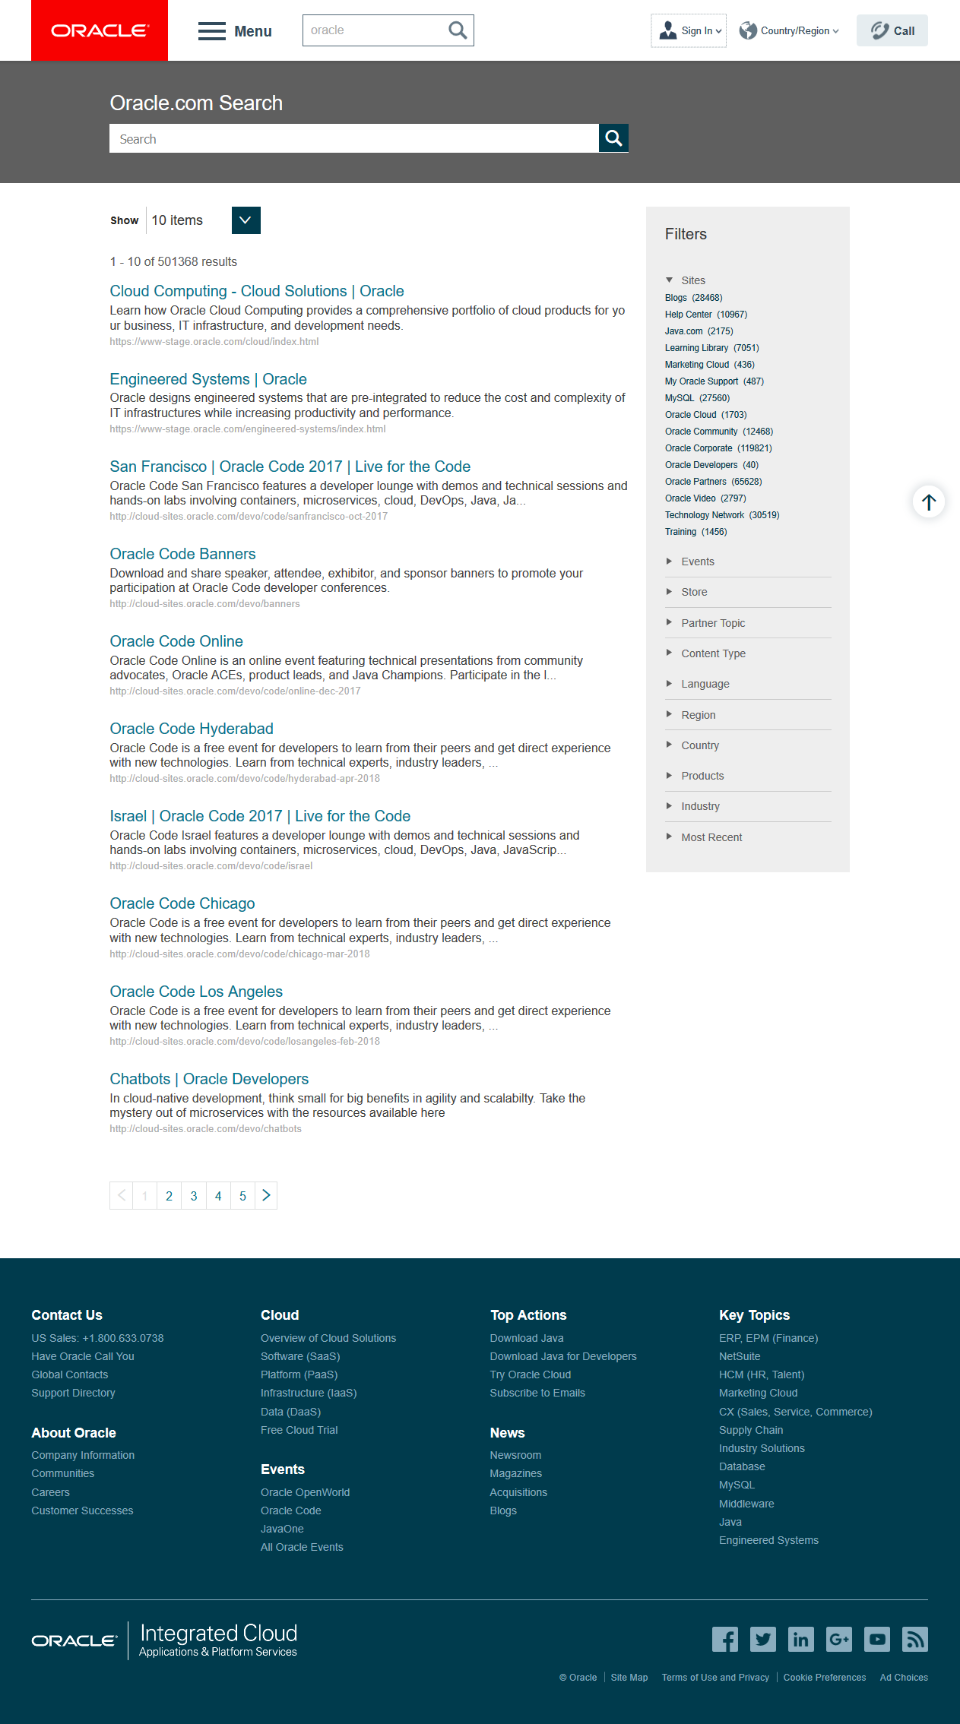 ORACLE
Menu
oracle
Sign In
Country/Region
Call
Oracle.com Search
Search
Show 10 items
1 - 10 of 501368 results
Cloud Computing - Cloud Solutions | Oracle
Learn how Oracle Cloud Computing provides a comprehensive portfolio of cloud products for yo
ur business, IT infrastructure, and development needs.
https://www-stage.oracle.com/cloud/index.html
Engineered Systems | Oracle
Oracle designs engineered systems that are pre-integrated to reduce the cost and complexity of
IT infrastructures while increasing productivity and performance.
https://www-stage.oracle.com/engineered-systems/index.html
San Francisco | Oracle Code 2017 | Live for the Code
Oracle Code San Francisco features a developer lounge with demos and technical sessions and
hands-on labs involving containers, microservices, cloud, DevOps, Java, Ja...
http://cloud-sites.oracle.com/devo/code/sanfrancisco-oct-2017
Oracle Code Banners
Download and share speaker, attendee, exhibitor, and sponsor banners to promote your
participation at Oracle Code developer conferences.
http://cloud-sites.oracle.com/devo/banners
Oracle Code Online
Oracle Code Online is an online event featuring technical presentations from community
advocates, Oracle ACEs, product leads, and Java Champions. Participate in the l...
http://cloud-sites.oracle.com/devo/code/online-dec-2017
Oracle Code Hyderabad
Oracle Code is a free event for developers to learn from their peers and get direct experience
with new technologies. Learn from technical experts, industry leaders, ...
http://cloud-sites.oracle.com/devo/code/hyderabad-apr-2018
Israel | Oracle Code 2017 | Live for the Code
Oracle Code Israel features a developer lounge with demos and technical sessions and
hands-on labs involving containers, microservices, cloud, DevOps, Java, JavaScrip...
http://cloud-sites.oracle.com/devo/code/israel
Oracle Code Chicago
Oracle Code is a free event for developers to learn from their peers and get direct experience
with new technologies. Learn from technical experts, industry leaders, ...
http://cloud-sites.oracle.com/devo/code/chicago-mar-2018
Oracle Code Los Angeles
Oracle Code is a free event for developers to learn from their peers and get direct experience
with new technologies. Learn from technical experts, industry leaders, ...
http://cloud-sites.oracle.com/devo/code/losangeles-feb-2018
Chatbots | Oracle Developers
In cloud-native development, think small for big benefits in agility and scalabilty. Take the
mystery out of microservices with the resources available here
http://cloud-sites.oracle.com/devo/chatbots
1 2 3 4 5
Filters
Sites
Blogs (28468)
Help Center (10967)
Java.com (2175)
Learning Library (7051)
Marketing Cloud (436)
My Oracle Support (487)
MySQL (27560)
Oracle Cloud (1703)
Oracle Community (12468)
Oracle Corporate (119821)
Oracle Developers (40)
Oracle Partners (65628)
Oracle Video (2797)
Technology Network (30519)
Training (1456)
Events
Store
Partner Topic
Content Type
Language
Region
Country
Products
Industry
Most Recent
Contact Us
US Sales: +1.800.633.0738
Have Oracle Call You
Global Contacts
Support Directory
About Oracle
Company Information
Communities
Careers
Customer Successes
Cloud
Overview of Cloud Solutions
Software (SaaS)
Platform (PaaS)
Infrastructure (IaaS)
Data (DaaS)
Free Cloud Trial
Events
Oracle OpenWorld
Oracle Code
JavaOne
All Oracle Events
Top Actions
Download Java
Download Java for Developers
Try Oracle Cloud
Subscribe to Emails
News
Newsroom
Magazines
Acquisitions
Blogs
Key Topics
ERP, EPM (Finance)
NetSuite
HCM (HR, Talent)
Marketing Cloud
CX (Sales, Service, Commerce)
Supply Chain
Industry Solutions
Database
MySQL
Middleware
Java
Engineered Systems
ORACLE
Integrated Cloud
Applications & Platform Services
© Oracle | Site Map Terms of Use and Privacy | Cookie Preferences Ad Choices